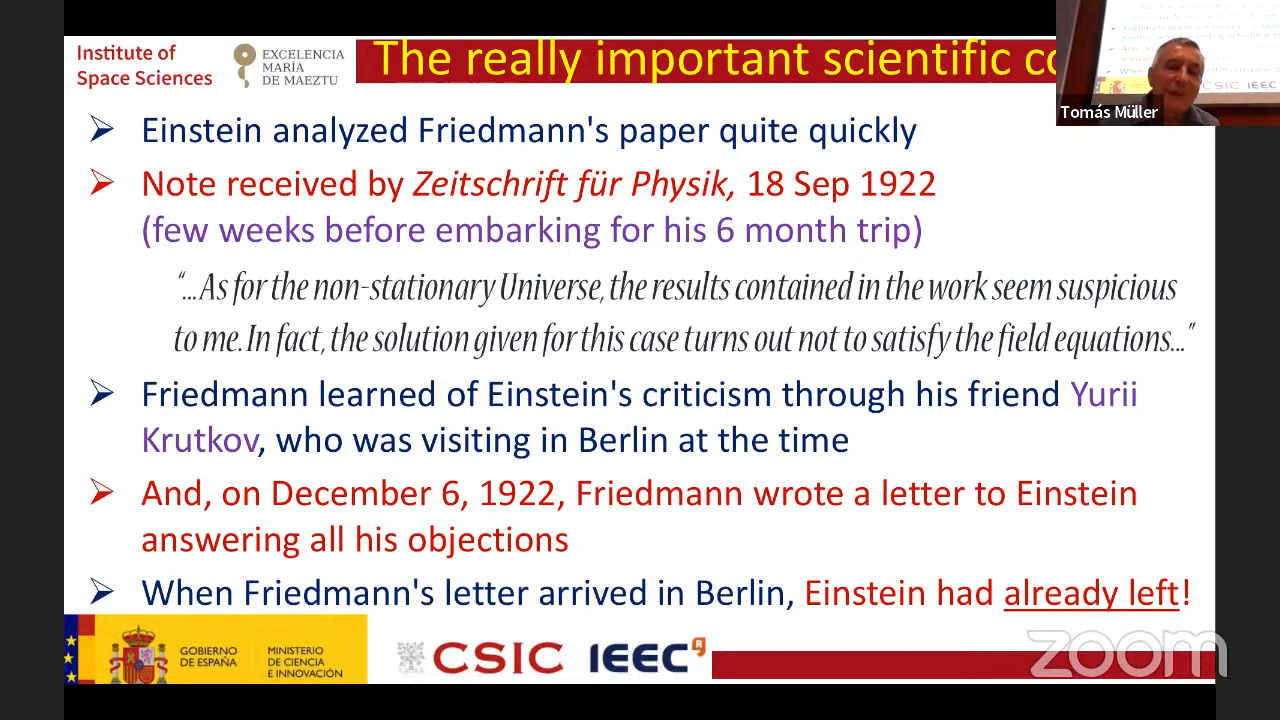 Institute of
Space Sciences
EXCELENCIA
MARÍA
DE MAEZTU
The really important scientific co
Tomás Müller
➢ Einstein analyzed Friedmann's paper quite quickly
➢ Note received by Zeitschrift für Physik, 18 Sep 1922
(few weeks before embarking for his 6 month trip)
“...As for the non-stationary Universe, the results contained in the work seem suspicious
to me. In fact, the solution given for this case turns out not to satisfy the field equations...”
➢ Friedmann learned of Einstein's criticism through his friend Yurii
Krutkov, who was visiting in Berlin at the time
➢ And, on December 6, 1922, Friedmann wrote a letter to Einstein
answering all his objections
➢ When Friedmann's letter arrived in Berlin, Einstein had already left!
GOBIERNO
DE ESPAÑA
MINISTERIO
DE CIENCIA
E INNOVACIÓN
CSIC
IEEC
zoom